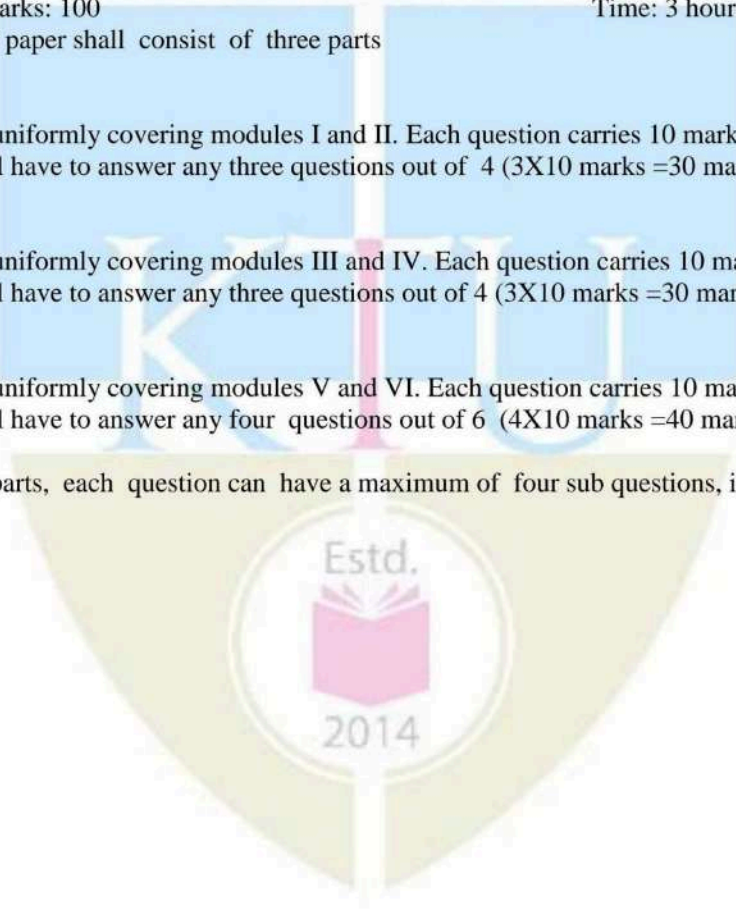 arks: 100 Time: 3 hour
paper shall consist of three parts
uniformly covering modules I and II. Each question carries 10 mark
l have to answer any three questions out of 4 (3X10 marks =30 ma
uniformly covering modules III and IV. Each question carries 10 ma
l have to answer any three questions out of 4 (3X10 marks =30 mar
uniformly covering modules V and VI. Each question carries 10 ma
l have to answer any four questions out of 6 (4X10 marks =40 mar
parts, each question can have a maximum of four sub questions, i
KTU
Estd.
2014